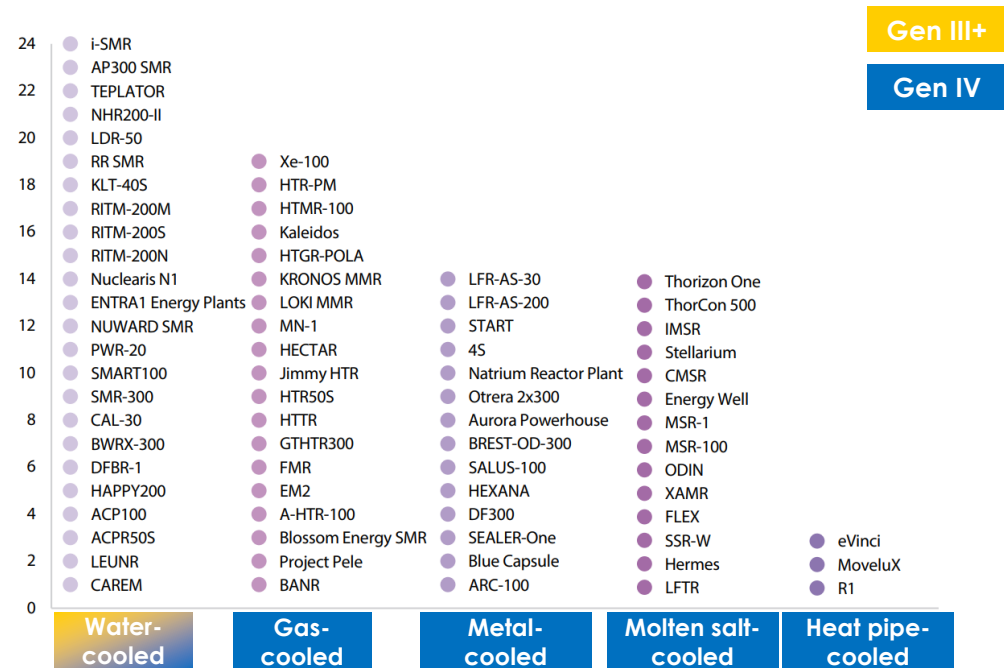 Gen III+
Gen IV
24
22
20
18
16
14
12
10
8
6
4
2
0
i-SMR
AP300 SMR
TEPLATOR
NHR200-II
LDR-50
RR SMR
KLT-40S
RITM-200M
RITM-200S
RITM-200N
Nuclearis N1
ENTRA1 Energy Plants
NUWARD SMR
PWR-20
SMART100
SMR-300
CAL-30
BWRX-300
DFBR-1
HAPPY200
ACP100
ACPR50S
LEUNR
CAREM
Xe-100
HTR-PM
HTMR-100
Kaleidos
HTGR-POLA
KRONOS MMR
LOKI MMR
MN-1
HECTAR
Jimmy HTR
HTR50S
HTTR
GTHTR300
FMR
EM2
A-HTR-100
Blossom Energy SMR
Project Pele
BANR
LFR-AS-30
LFR-AS-200
START
4S
Natrium Reactor Plant
Otrera 2x300
Aurora Powerhouse
BREST-OD-300
SALUS-100
HEXANA
DF300
SEALER-One
Blue Capsule
ARC-100
Thorizon One
ThorCon 500
IMSR
Stellarium
CMSR
Energy Well
MSR-1
MSR-100
ODIN
XAMR
FLEX
SSR-W
Hermes
LFTR
eVinci
MoveluX
R1
Water-
cooled
Gas-
cooled
Metal-
cooled
Molten salt-
cooled
Heat pipe-
cooled